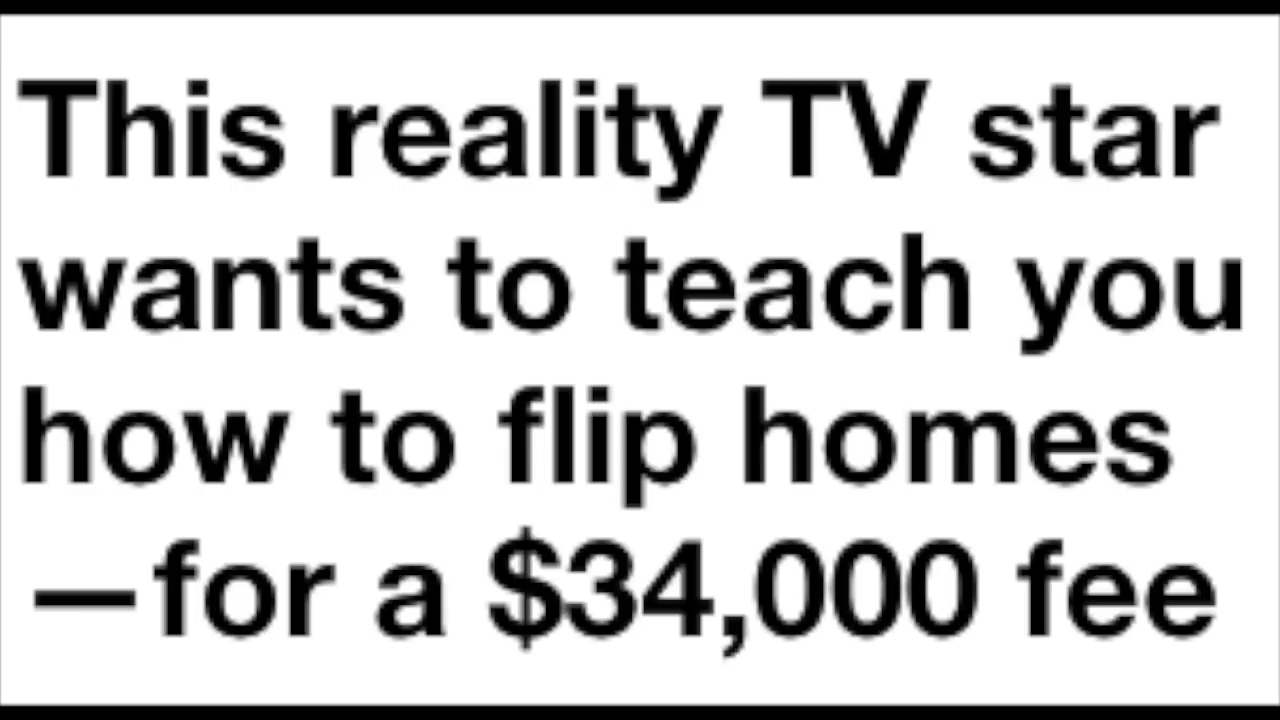 This reality TV star
wants to teach you
how to flip homes
—for a $34,000 fee